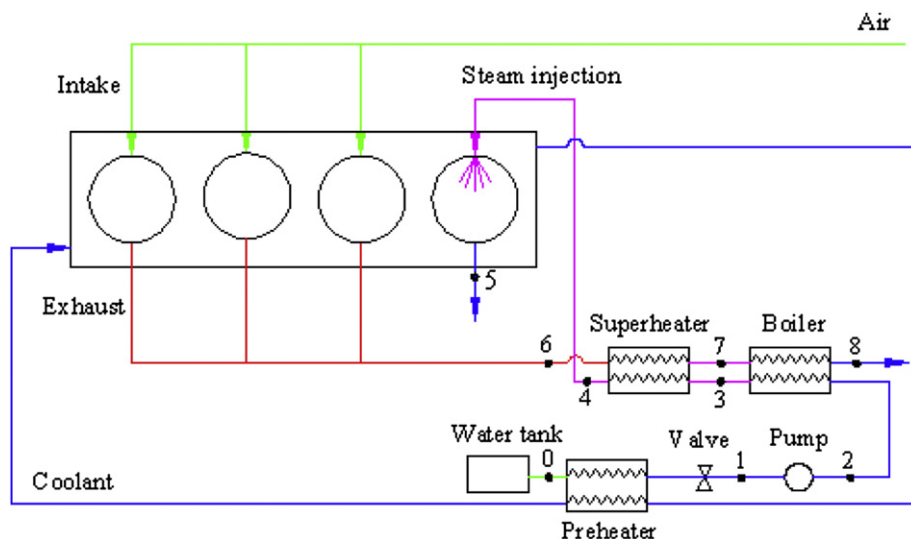 Air
Intake
Steam injection
5
Exhaust
Superheater
Boiler
6
7
8
4
3
Water tank
Valve
Pump
0
1
2
Coolant
Preheater